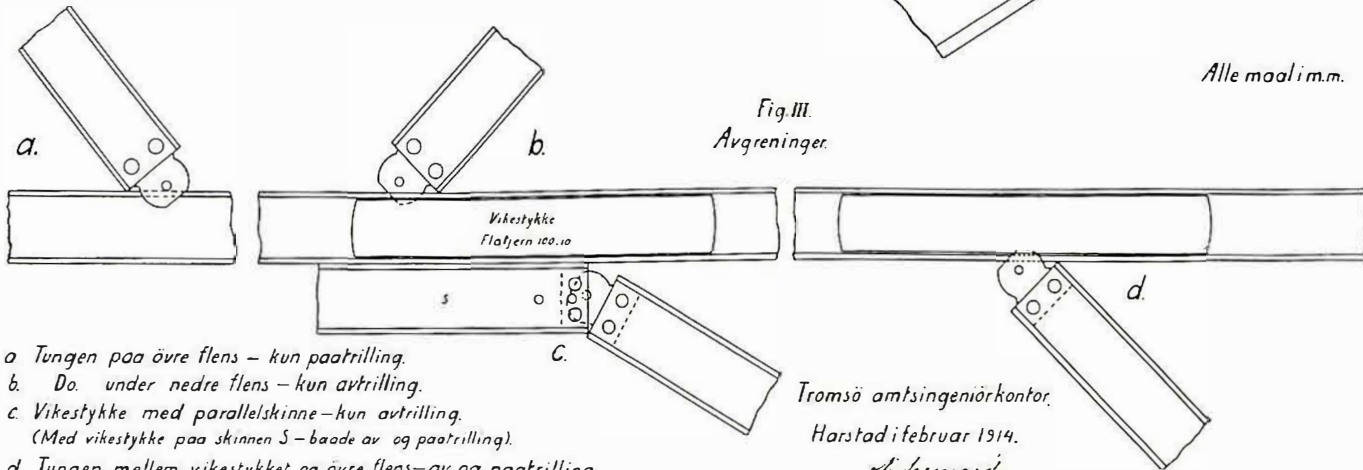 Alle maal i m.m.
Fig. III.
Avgreninger.
a.
b.
Vikestykke
Flatjern 100.10
S
c.
d.
a Tungen paa övre flens – kun paatrilling.
b. Do. under nedre flens – kun avtrilling.
c. Vikestykke med parallelskinne – kun avtrilling.
(Med vikestykke paa skinnen S – baade av og paatrilling).
d. Tungen mellem vikestykket og övre flens – av og paatrilling
Tromsö amtsingeniörkontor,
Harstad i februar 1914.